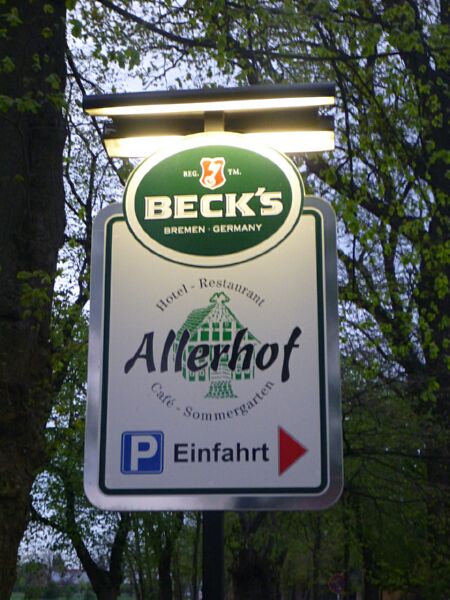 REG. TM.
BECK'S
BREMEN · GERMANY
Hotel - Restaurant
Allerhof
Café - Sommergarten
P Einfahrt